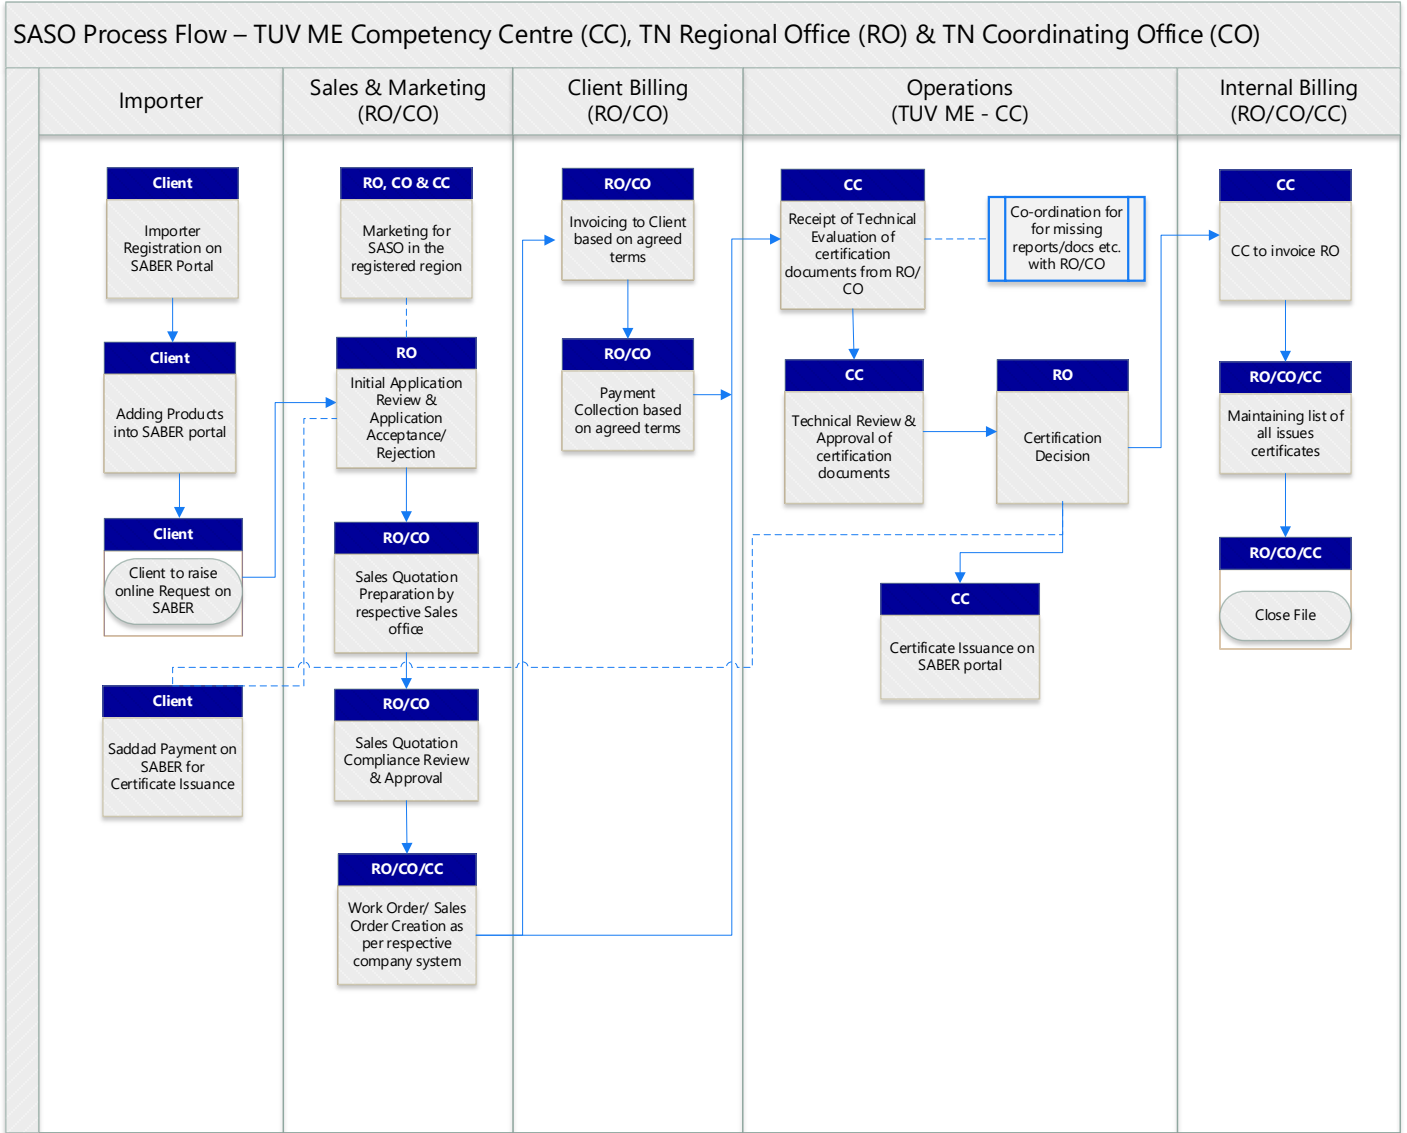 SASO Process Flow – TUV ME Competency Centre (CC), TN Regional Office (RO) & TN Coordinating Office (CO)
Importer
Sales & Marketing
(RO/CO)
Client Billing
(RO/CO)
Operations
(TUV ME - CC)
Internal Billing
(RO/CO/CC)
Client
Importer
Registration on
SABER Portal
Client
Adding Products
into SABER portal
Client
Client to raise
online Request on
SABER
Client
Saddad Payment on
SABER for
Certificate Issuance
RO, CO & CC
Marketing for
SASO in the
registered region
RO
Initial Application
Review &
Application
Acceptance/
Rejection
RO/CO
Sales Quotation
Preparation by
respective Sales
office
RO/CO
Sales Quotation
Compliance Review
& Approval
RO/CO/CC
Work Order/ Sales
Order Creation as
per respective
company system
RO/CO
Invoicing to Client
based on agreed
terms
RO/CO
Payment
Collection based
on agreed terms
CC
Receipt of Technical
Evaluation of
certification
documents from RO/
CO
Co-ordination for
for missing
reports/docs etc.
with RO/CO
CC
Technical Review &
Approval of
certification
documents
RO
Certification
Decision
CC
Certificate Issuance on
SABER portal
CC
CC to invoice RO
RO/CO/CC
Maintaining list of
all issues
certificates
RO/CO/CC
Close File